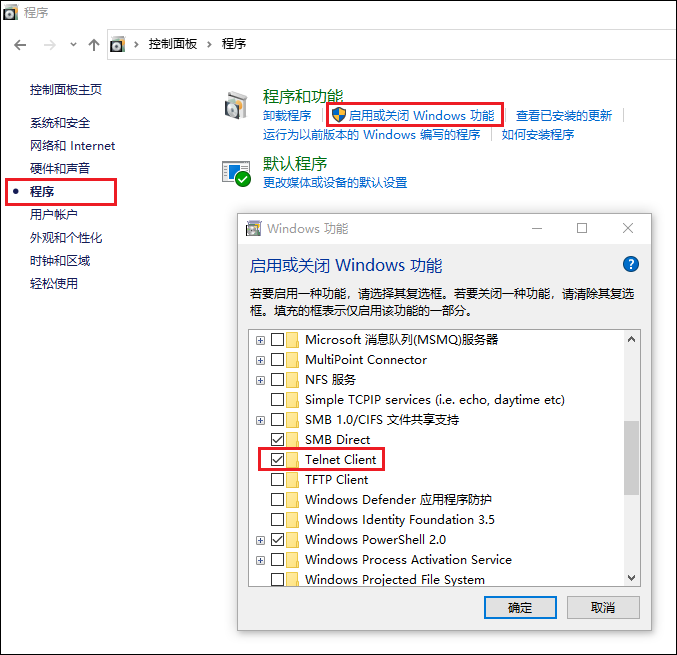 程序
控制面板 › 程序
控制面板主页
系统和安全
网络和 Internet
硬件和声音
程序
用户帐户
外观和个性化
时钟和区域
轻松使用
程序和功能
卸载程序 启用或关闭 Windows 功能 查看已安装的更新
运行为以前版本的 Windows 编写的程序 如何安装程序
默认程序
更改媒体或设备的默认设置
Windows 功能
启用或关闭 Windows 功能
若要启用一种功能，请选择其复选框。若要关闭一种功能，请清除其复选
框。填充的框表示仅启用该功能的一部分。
Microsoft 消息队列(MSMQ)服务器
MultiPoint Connector
NFS 服务
Simple TCPIP services (i.e. echo, daytime etc)
SMB 1.0/CIFS 文件共享支持
SMB Direct
Telnet Client
TFTP Client
Windows Defender 应用程序防护
Windows Identity Foundation 3.5
Windows PowerShell 2.0
Windows Process Activation Service
Windows Projected File System
确定 取消